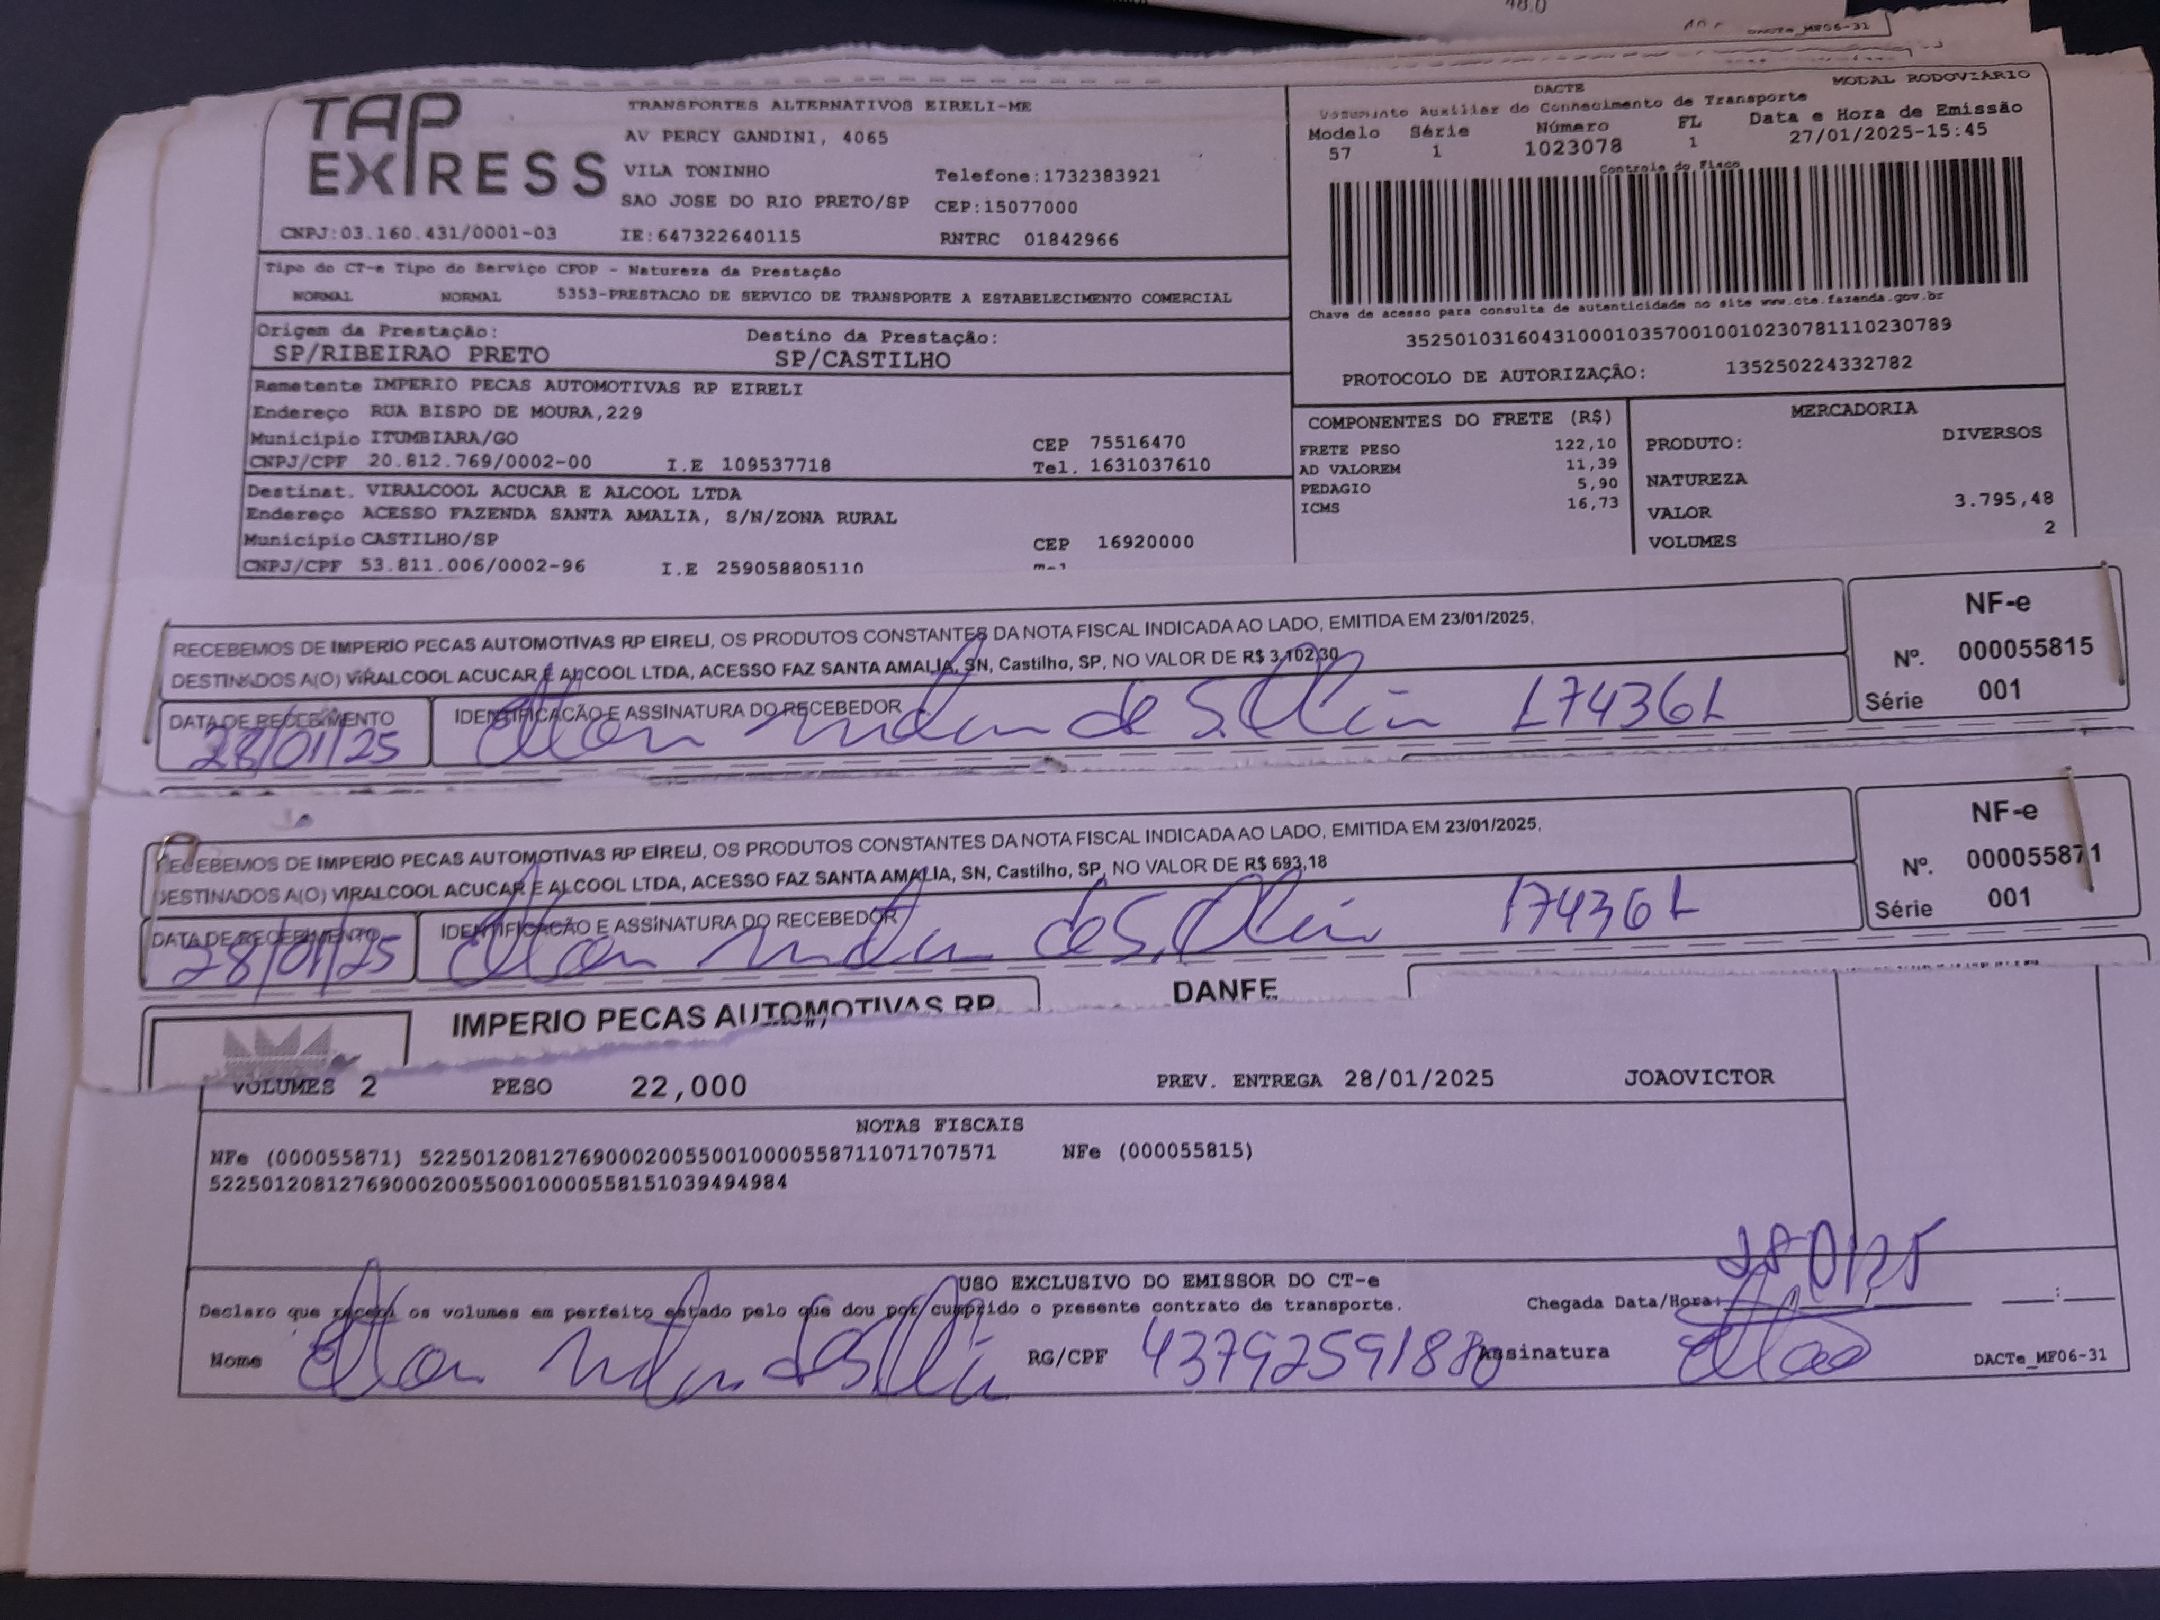 48.0
DACTe_MF06-31
TAP EXPRESS
TRANSPORTES ALTERNATIVOS EIRELI-ME
AV PERCY GANDINI, 4065
VILA TONINHO Telefone:1732383921
SAO JOSE DO RIO PRETO/SP CEP:15077000
CNPJ:03.160.431/0001-03 IE:647322640115 RNTRC 01842966
DACTE MODAL RODOVIÁRIO
Documento Auxiliar do Conhecimento de Transporte
Modelo Série Número FL Data e Hora de Emissão
57 1 1023078 1 27/01/2025-15:45
Controle do Fisco
Chave de acesso para consulta de autenticidade no site www.cte.fazenda.gov.br
35250103160431000103570010010230781110230789
PROTOCOLO DE AUTORIZAÇÃO: 135250224332782
Tipo do CT-e Tipo do Serviço CFOP - Natureza da Prestação
NORMAL NORMAL 5353-PRESTACAO DE SERVICO DE TRANSPORTE A ESTABELECIMENTO COMERCIAL
Origem da Prestação: Destino da Prestação:
SP/RIBEIRAO PRETO SP/CASTILHO
Remetente IMPERIO PECAS AUTOMOTIVAS RP EIRELI
Endereço RUA BISPO DE MOURA,229
Municipio ITUMBIARA/GO CEP 75516470
CNPJ/CPF 20.812.769/0002-00 I.E 109537718 Tel. 1631037610
Destinat. VIRALCOOL ACUCAR E ALCOOL LTDA
Endereço ACESSO FAZENDA SANTA AMALIA, S/N/ZONA RURAL
Municipio CASTILHO/SP CEP 16920000
CNPJ/CPF 53.811.006/0002-96 I.E 259058805110
COMPONENTES DO FRETE (R$)
FRETE PESO 122,10
AD VALOREM 11,39
PEDAGIO 5,90
ICMS 16,73
MERCADORIA
PRODUTO: DIVERSOS
NATUREZA
VALOR 3.795,48
VOLUMES 2
RECEBEMOS DE IMPERIO PECAS AUTOMOTIVAS RP EIRELI, OS PRODUTOS CONSTANTES DA NOTA FISCAL INDICADA AO LADO, EMITIDA EM 23/01/2025,
DESTINADOS A(O) VIRALCOOL ACUCAR E ALCOOL LTDA, ACESSO FAZ SANTA AMALIA, SN, Castilho, SP, NO VALOR DE R$ 3.102,30
DATA DE RECEBIMENTO IDENTIFICAÇÃO E ASSINATURA DO RECEBEDOR
28/01/25 174361
NF-e
Nº. 000055815
Série 001
RECEBEMOS DE IMPERIO PECAS AUTOMOTIVAS RP EIRELI, OS PRODUTOS CONSTANTES DA NOTA FISCAL INDICADA AO LADO, EMITIDA EM 23/01/2025,
DESTINADOS A(O) VIRALCOOL ACUCAR E ALCOOL LTDA, ACESSO FAZ SANTA AMALIA, SN, Castilho, SP, NO VALOR DE R$ 693,18
DATA DE RECEBIMENTO IDENTIFICAÇÃO E ASSINATURA DO RECEBEDOR
28/01/25 174361
NF-e
Nº. 000055871
Série 001
IMPERIO PECAS AUTOMOTIVAS RP DANFE
VOLUMES 2 PESO 22,000 PREV. ENTREGA 28/01/2025 JOAOVICTOR
NOTAS FISCAIS
NFe (000055871) 52250120812769000200550010000558711071707571 NFe (000055815)
52250120812769000200550010000558151039494984
USO EXCLUSIVO DO EMISSOR DO CT-e
Declaro que recebi os volumes em perfeito estado pelo que dou por cumprido o presente contrato de transporte. Chegada Data/Hora:
Nome RG/CPF Assinatura DACTe_MF06-31